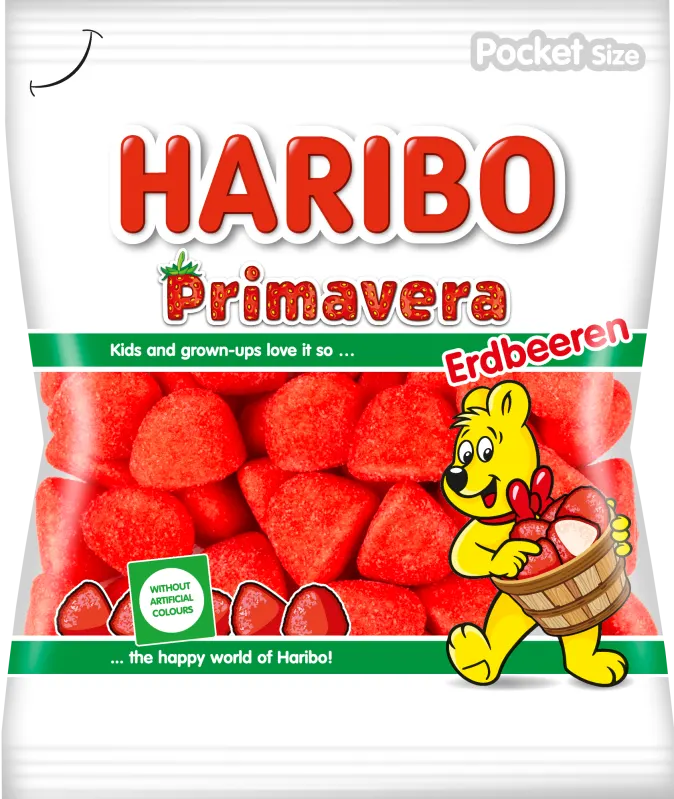 Pocket Size
HARIBO
Primavera
Kids and grown-ups love it so ...
Erdbeeren
WITHOUT
ARTIFICIAL
COLOURS
... the happy world of Haribo!